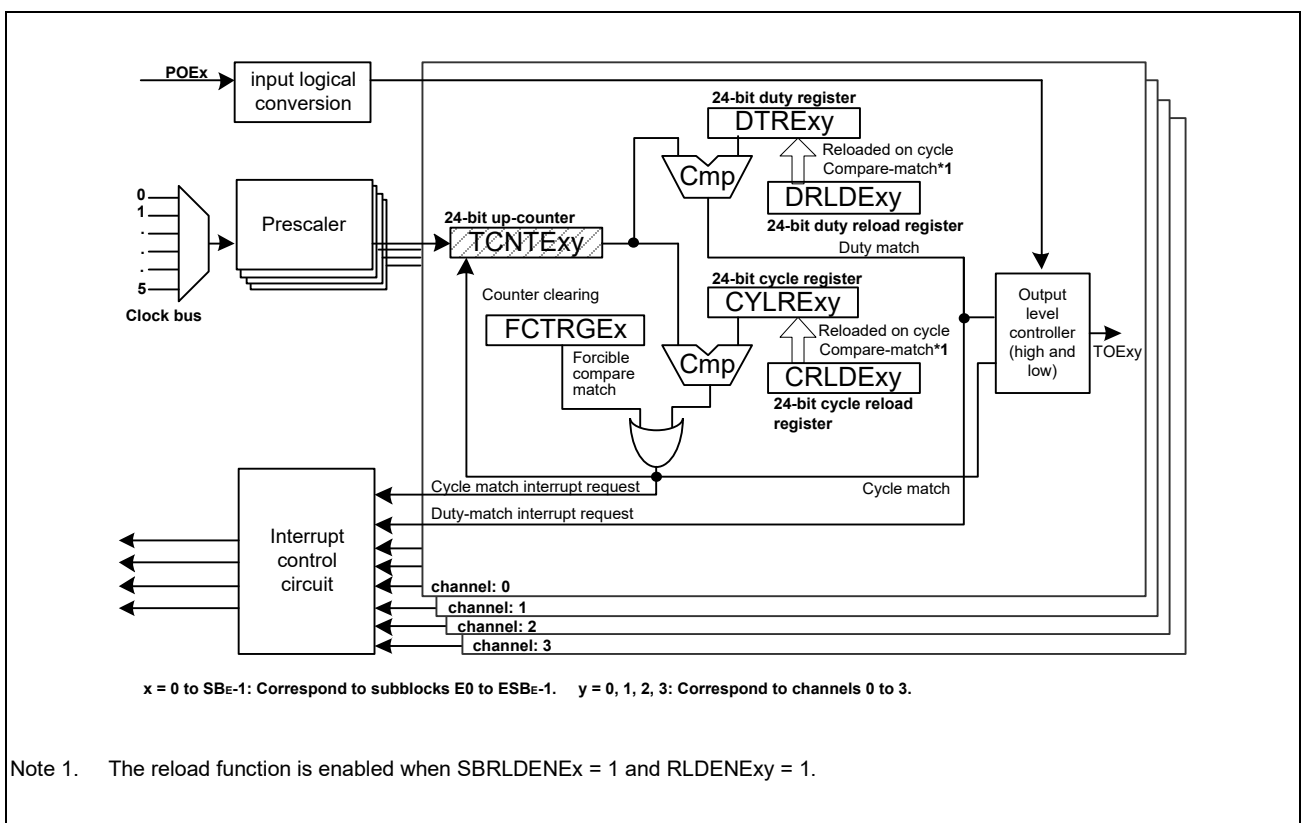 POEx
input logical
conversion
24-bit duty register
DTRExy
Reloaded on cycle
Compare-match*1
Cmp
DRLDExy
24-bit duty reload register
Duty match
0
1
.
.
.
5
Clock bus
Prescaler
24-bit up-counter
TCNTExy
Counter clearing
FCTRGEx
Forcible
compare
match
24-bit cycle register
CYLRExy
Reloaded on cycle
Compare-match*1
Cmp
CRLDExy
24-bit cycle reload
register
Output
level
controller
(high and
low)
TOExy
Cycle match interrupt request
Cycle match
Duty-match interrupt request
Interrupt
control
circuit
channel: 0
channel: 1
channel: 2
channel: 3
x = 0 to SBE-1: Correspond to subblocks E0 to ESBE-1. y = 0, 1, 2, 3: Correspond to channels 0 to 3.
Note 1. The reload function is enabled when SBRLDENEx = 1 and RLDENExy = 1.